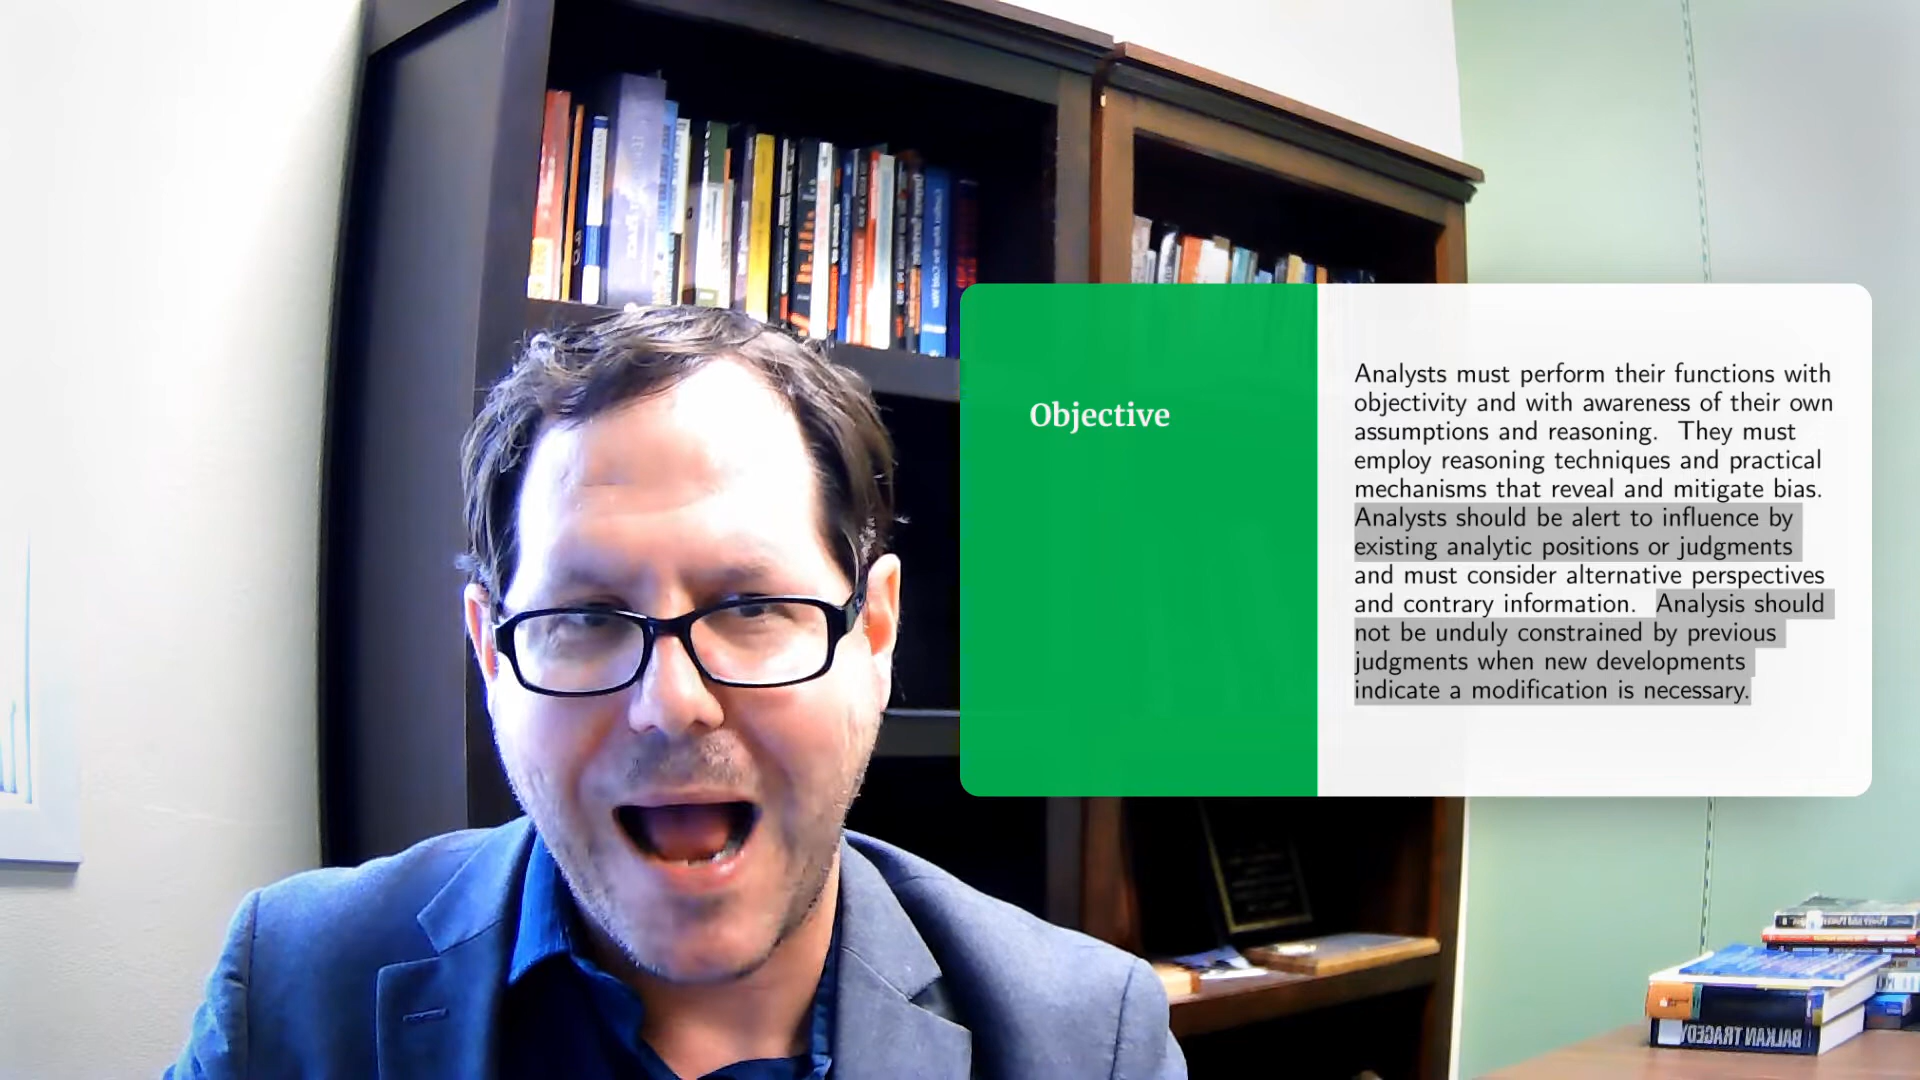 Objective
Analysts must perform their functions with
objectivity and with awareness of their own
assumptions and reasoning. They must
employ reasoning techniques and practical
mechanisms that reveal and mitigate bias.
Analysts should be alert to influence by
existing analytic positions or judgments
and must consider alternative perspectives
and contrary information. Analysis should
not be unduly constrained by previous
judgments when new developments
indicate a modification is necessary.
BALKAN TRAGEDY